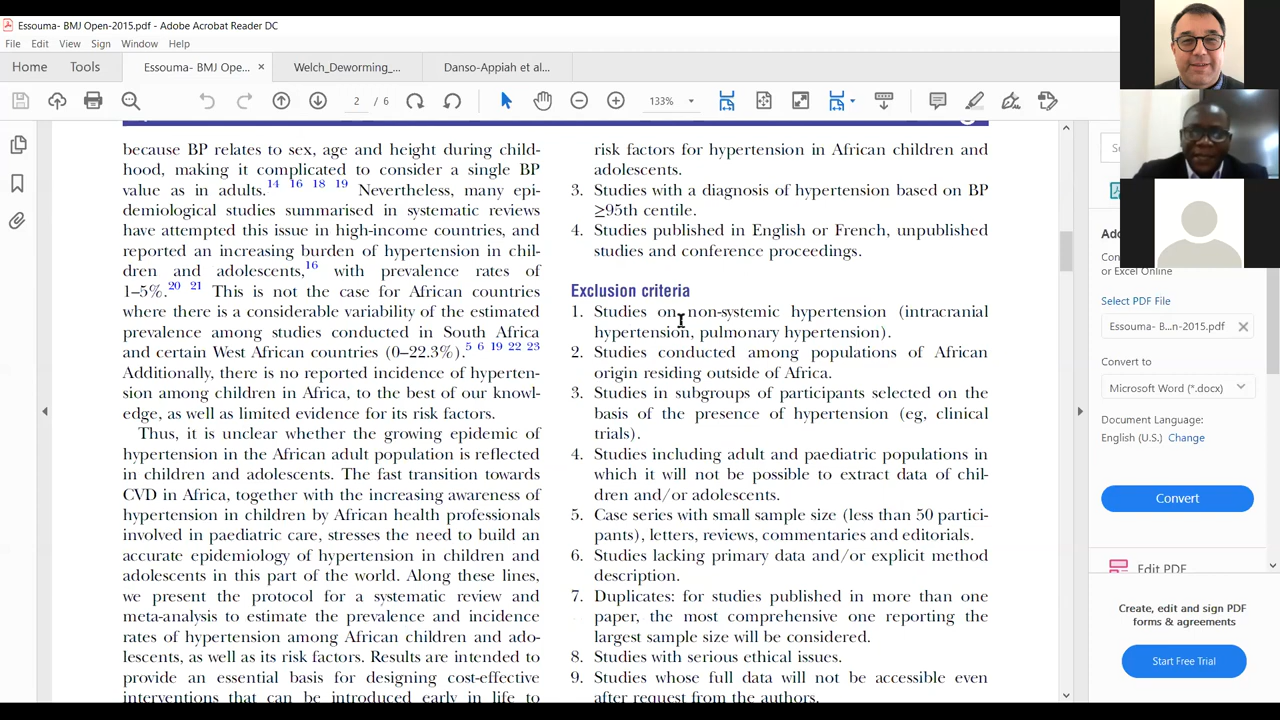 Essouma- BMJ Open-2015.pdf - Adobe Acrobat Reader DC
File Edit View Sign Window Help
Home Tools Essouma- BMJ Ope... × Welch_Deworming_... Danso-Appiah et al...
2 / 6 133%
because BP relates to sex, age and height during child-
hood, making it complicated to consider a single BP
value as in adults.14 16 18 19 Nevertheless, many epi-
demiological studies summarised in systematic reviews
have attempted this issue in high-income countries, and
reported an increasing burden of hypertension in chil-
dren and adolescents,16 with prevalence rates of
1–5%.20 21 This is not the case for African countries
where there is a considerable variability of the estimated
prevalence among studies conducted in South Africa
and certain West African countries (0–22.3%).5 6 19 22 23
Additionally, there is no reported incidence of hyperten-
sion among children in Africa, to the best of our knowl-
edge, as well as limited evidence for its risk factors.
Thus, it is unclear whether the growing epidemic of
hypertension in the African adult population is reflected
in children and adolescents. The fast transition towards
CVD in Africa, together with the increasing awareness of
hypertension in children by African health professionals
involved in paediatric care, stresses the need to build an
accurate epidemiology of hypertension in children and
adolescents in this part of the world. Along these lines,
we present the protocol for a systematic review and
meta-analysis to estimate the prevalence and incidence
rates of hypertension among African children and ado-
lescents, as well as its risk factors. Results are intended to
provide an essential basis for designing cost-effective
interventions that can be introduced early in life to
risk factors for hypertension in African children and
adolescents.
3. Studies with a diagnosis of hypertension based on BP
≥95th centile.
4. Studies published in English or French, unpublished
studies and conference proceedings.
Exclusion criteria
1. Studies on non-systemic hypertension (intracranial
hypertension, pulmonary hypertension).
2. Studies conducted among populations of African
origin residing outside of Africa.
3. Studies in subgroups of participants selected on the
basis of the presence of hypertension (eg, clinical
trials).
4. Studies including adult and paediatric populations in
which it will not be possible to extract data of chil-
dren and/or adolescents.
5. Case series with small sample size (less than 50 partici-
pants), letters, reviews, commentaries and editorials.
6. Studies lacking primary data and/or explicit method
description.
7. Duplicates: for studies published in more than one
paper, the most comprehensive one reporting the
largest sample size will be considered.
8. Studies with serious ethical issues.
9. Studies whose full data will not be accessible even
after request from the authors.
or Excel Online
Select PDF File
Essouma- B...n-2015.pdf
Convert to
Microsoft Word (*.docx)
Document Language:
English (U.S.) Change
Convert
Edit PDF
Create, edit and sign PDF
forms & agreements
Start Free Trial